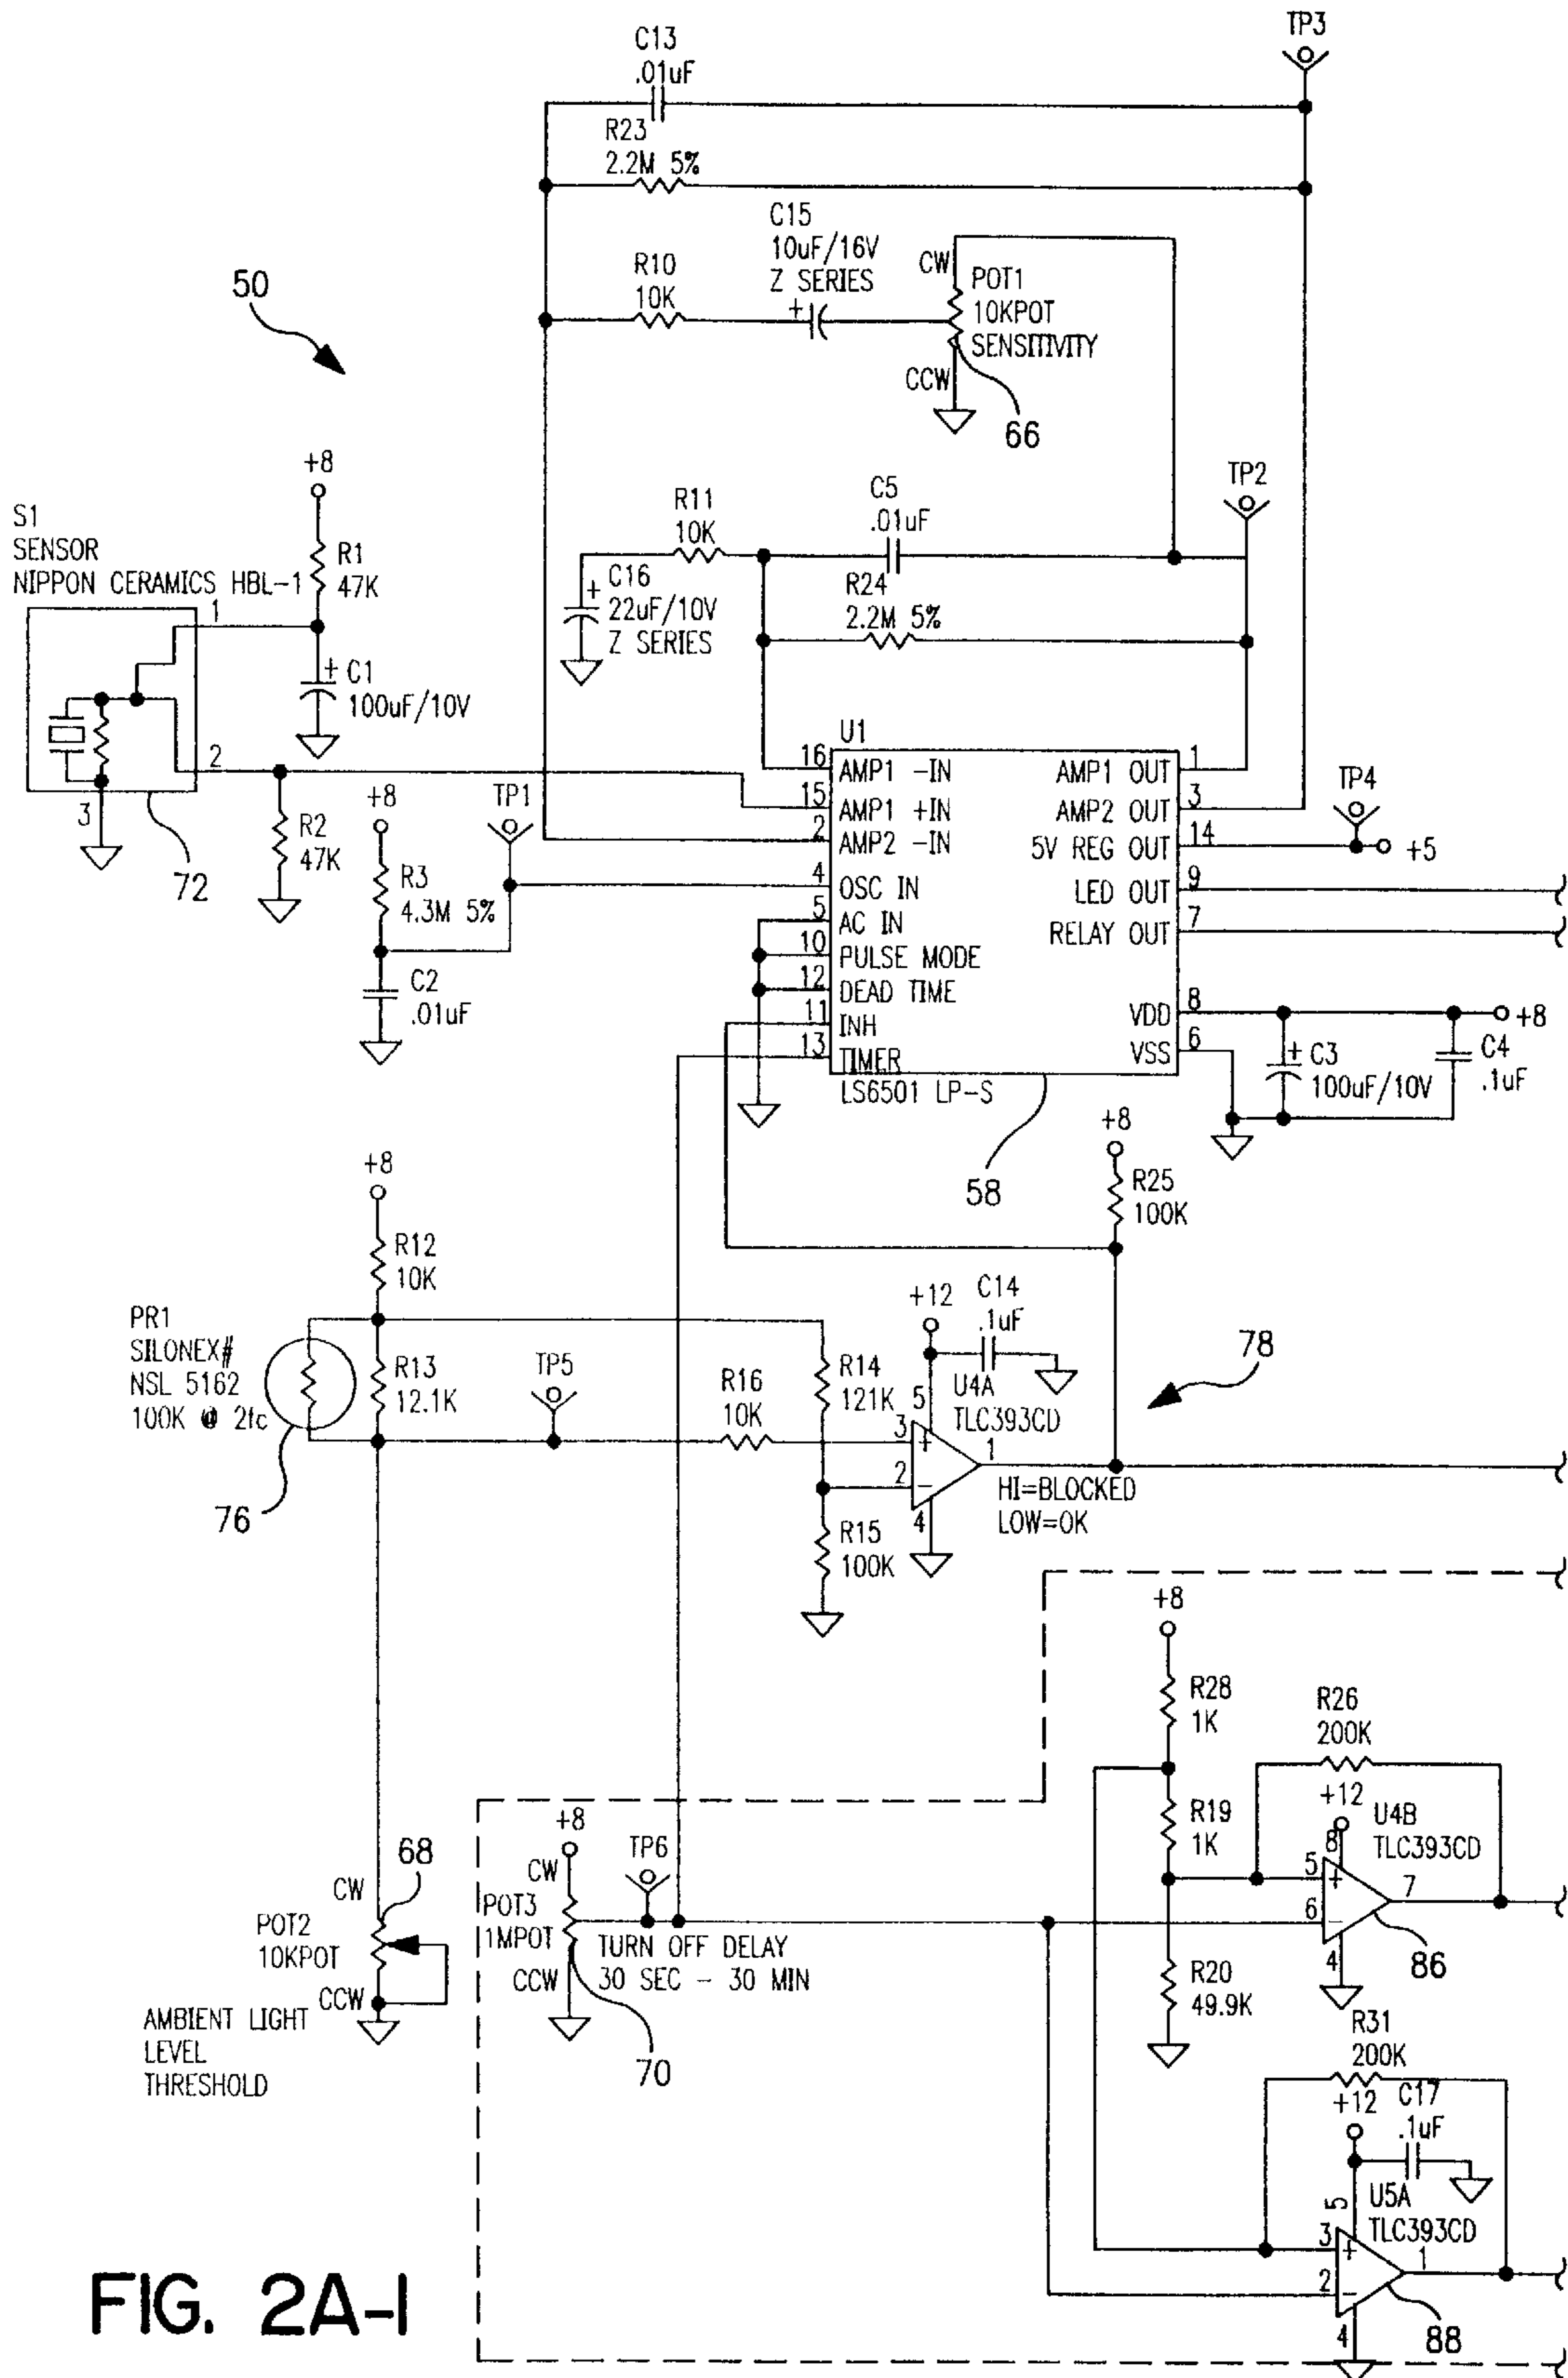 TP3
C13
.01uF
R23
2.2M 5%
C15
10uF/16V
Z SERIES
+
R10
10K
CW
POT1
10KPOT
SENSITIVITY
CCW
66
50
+8
R1
47K
S1
SENSOR
NIPPON CERAMICS HBL-1
1
+
C1
100uF/10V
2
3
72
R2
47K
R11
10K
C5
.01uF
TP2
+
C16
22uF/10V
Z SERIES
R24
2.2M 5%
+8
TP1
R3
4.3M 5%
C2
.01uF
U1
16 AMP1 -IN AMP1 OUT 1
15 AMP1 +IN AMP2 OUT 3
2 AMP2 -IN 5V REG OUT 14
TP4
+5
4 OSC IN LED OUT 9
5 AC IN RELAY OUT 7
10 PULSE MODE
12 DEAD TIME
11 INH VDD 8
13 TIMER VSS 6
LS6501 LP-S
58
+8
+
C3
100uF/10V
C4
.1uF
+8
R25
100K
+8
R12
10K
PR1
SILONEX#
NSL 5162
100K @ 2fc
76
R13
12.1K
TP5
R16
10K
R14
121K
R15
100K
+12
C14
.1uF
5
U4A
TLC393CD
3
+
2
-
1
4
HI=BLOCKED
LOW=OK
78
+8
R28
1K
R19
1K
R20
49.9K
R26
200K
+12
8
U4B
TLC393CD
5
+
6
-
7
4
86
CW
68
POT2
10KPOT
CCW
AMBIENT LIGHT
LEVEL
THRESHOLD
+8
CW
TP6
POT3
1MPOT
TURN OFF DELAY
30 SEC - 30 MIN
CCW
70
R31
200K
+12
C17
.1uF
5
U5A
TLC393CD
3
+
2
-
1
4
88
FIG. 2A-1